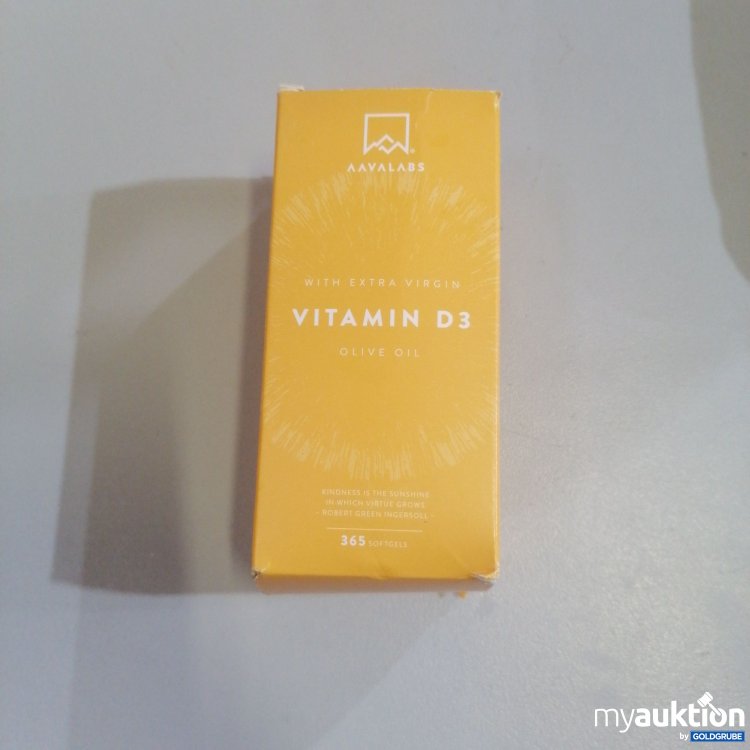 AAVALABS
WITH EXTRA VIRGIN
VITAMIN D3
OLIVE OIL
KINDNESS IS THE SUNSHINE
IN WHICH VIRTUE GROWS
- ROBERT GREEN INGERSOLL -
365 SOFTGELS
myauktion
by GOLDGRUBE